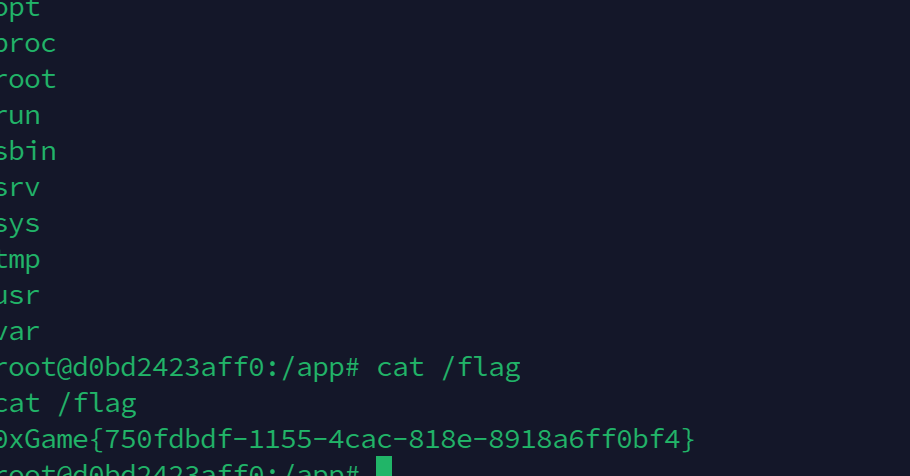 opt
proc
root
run
sbin
srv
sys
tmp
usr
var
root@d0bd2423aff0:/app# cat /flag
cat /flag
0xGame{750fdbdf-1155-4cac-818e-8918a6ff0bf4}
root@d0bd2423aff0:/app#